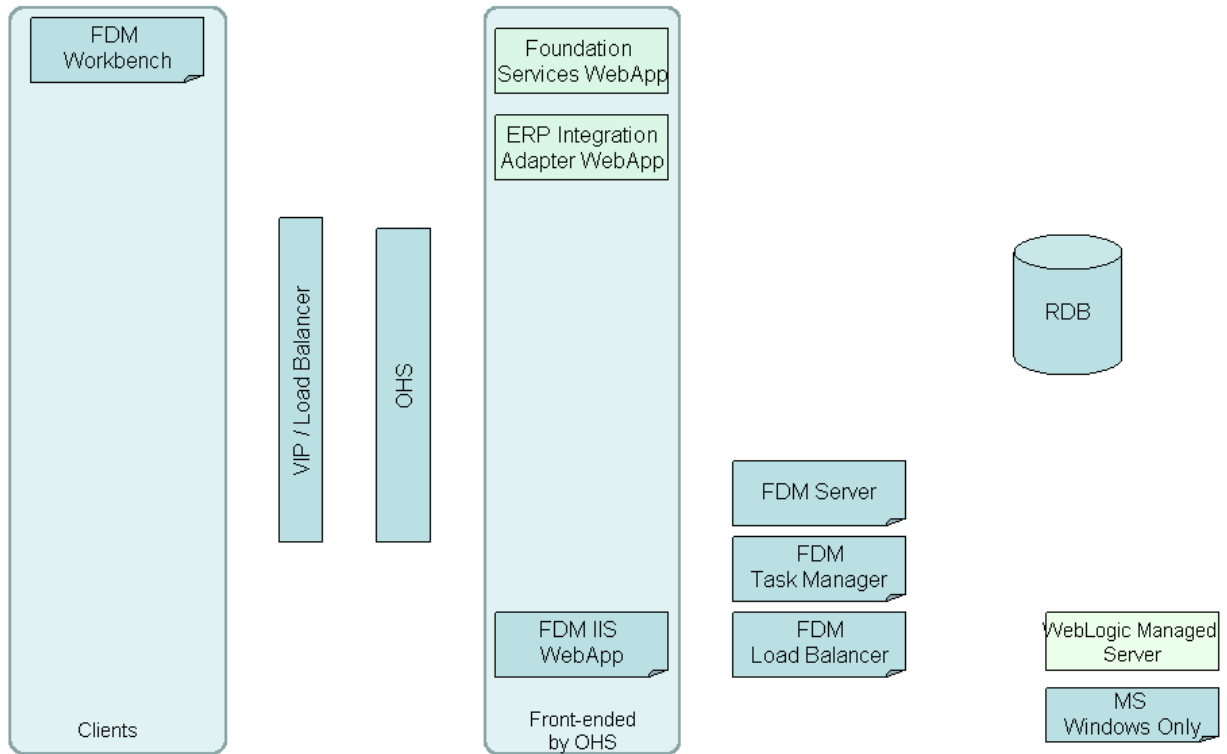 FDM
Workbench
Clients
VIP / Load Balancer
OHS
Foundation
Services WebApp
ERP Integration
Adapter WebApp
FDM IIS
WebApp
Front-ended
by OHS
FDM Server
FDM
Task Manager
FDM
Load Balancer
RDB
WebLogic Managed
Server
MS
Windows Only